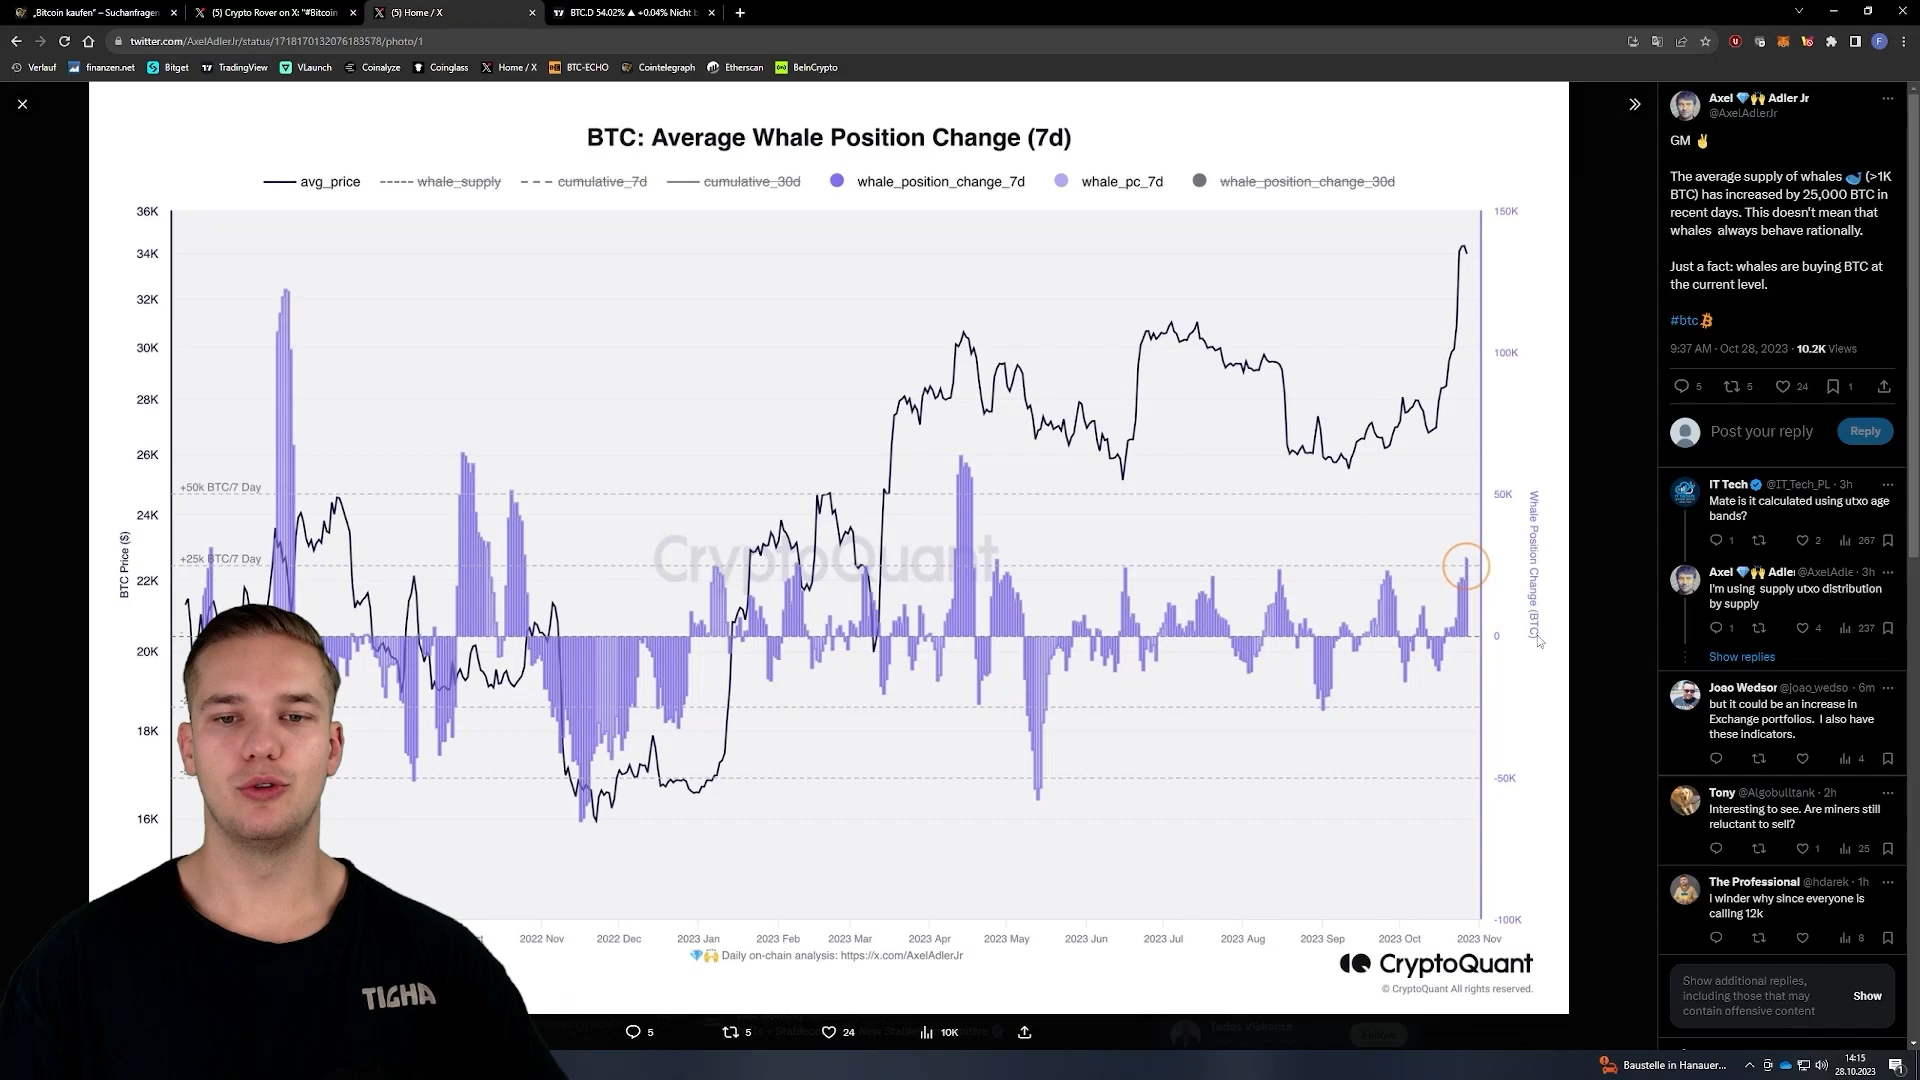 „Bitcoin kaufen“ – Suchanfragen
(5) Crypto Rover on X: "#Bitcoin
(5) Home / X
BTC.D 54.02% ▲ +0.04% Nicht b
twitter.com/AxelAdlerJr/status/1718170132076183578/photo/1
Verlauf
finanzen.net
Bitget
TradingView
VLaunch
Coinalyze
Coinglass
Home / X
BTC-ECHO
Cointelegraph
Etherscan
BeInCrypto
BTC: Average Whale Position Change (7d)
avg_price
whale_supply
cumulative_7d
cumulative_30d
whale_position_change_7d
whale_pc_7d
whale_position_change_30d
36K
34K
32K
30K
28K
26K
24K
22K
20K
18K
16K
BTC Price ($)
+50k BTC/7 Day
+25k BTC/7 Day
CryptoQuant
150K
100K
50K
0
-50K
-100K
Whale Position Change (BTC)
2022 Nov
2022 Dec
2023 Jan
2023 Feb
2023 Mar
2023 Apr
2023 May
2023 Jun
2023 Jul
2023 Aug
2023 Sep
2023 Oct
2023 Nov
💎🙌 Daily on-chain analysis: https://x.com/AxelAdlerJr
CryptoQuant
© CryptoQuant All rights reserved.
TIGHA
5
5
24
10K
Axel 💎🙌 Adler Jr
@AxelAdlerJr
GM ✌
The average supply of whales 🐳 (>1K
BTC) has increased by 25,000 BTC in
recent days. This doesn't mean that
whales always behave rationally.
Just a fact: whales are buying BTC at
the current level.
#btc
9:37 AM · Oct 28, 2023 · 10.2K Views
5
5
24
1
Post your reply
Reply
IT Tech @IT_Tech_PL · 3h
Mate is it calculated using utxo age
bands?
1
2
267
Axel 💎🙌 Adler @AxelAdle · 3h
I'm using supply utxo distribution
by supply
1
4
237
Show replies
Joao Wedsor @joao_wedso · 6m
but it could be an increase in
Exchange portfolios. I also have
these indicators.
4
Tony @Algobulltank · 2h
Interesting to see. Are miners still
reluctant to sell?
1
25
The Professional @hdarek · 1h
I winder why since everyone is
calling 12k
6
Show additional replies,
including those that may
contain offensive content
Show
Baustelle in Hanauer...
14:15
28.10.2023